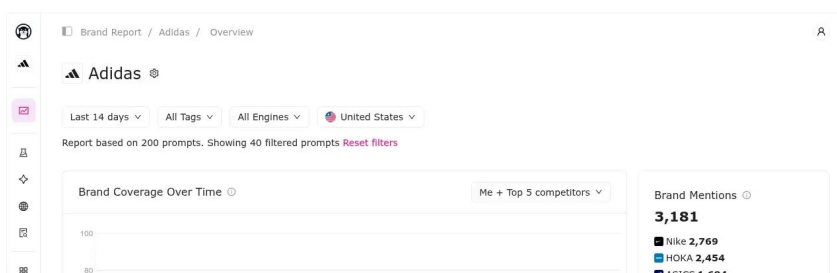 Brand Report / Adidas / Overview
Adidas
Last 14 days
All Tags
All Engines
United States
Report based on 200 prompts. Showing 40 filtered prompts Reset filters
Brand Coverage Over Time
Me + Top 5 competitors
100
80
Brand Mentions
3,181
Nike 2,769
HOKA 2,454